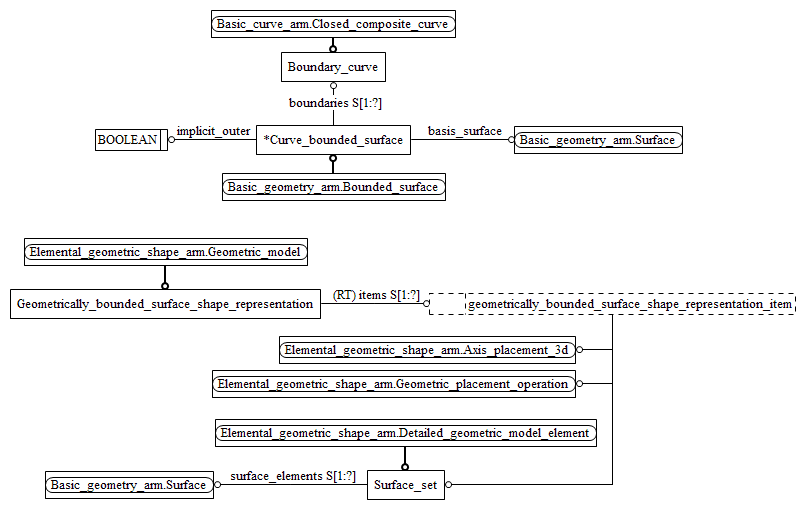 Basic_curve_arm.Closed_composite_curve
Boundary_curve
boundaries S[1:?]
implicit_outer
basis_surface
BOOLEAN
*Curve_bounded_surface
Basic_geometry_arm.Surface
Basic_geometry_arm.Bounded_surface
Elemental_geometric_shape_arm.Geometric_model
(RT) items S[1:?]
Geometrically_bounded_surface_shape_representation
geometrically_bounded_surface_shape_representation_item
Elemental_geometric_shape_arm.Axis_placement_3d
Elemental_geometric_shape_arm.Geometric_placement_operation
Elemental_geometric_shape_arm.Detailed_geometric_model_element
surface_elements S[1:?]
Basic_geometry_arm.Surface
Surface_set